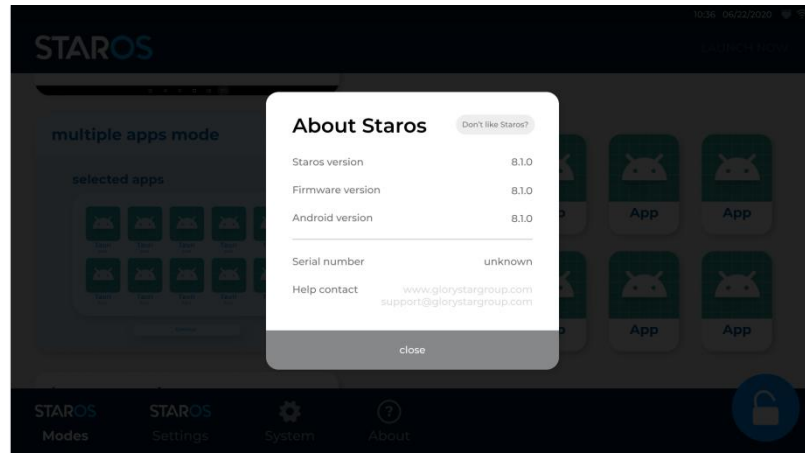 10:36 06/22/2020
STAROS
LAUNCH NOW
multiple apps mode
selected apps
About Staros
Don't like Staros?
Staros version 8.1.0
Firmware version 8.1.0
Android version 8.1.0
Serial number unknown
Help contact www.glorystargroup.com
support@glorystargroup.com
close
App App
App App
STAROS STAROS
Modes Settings System About